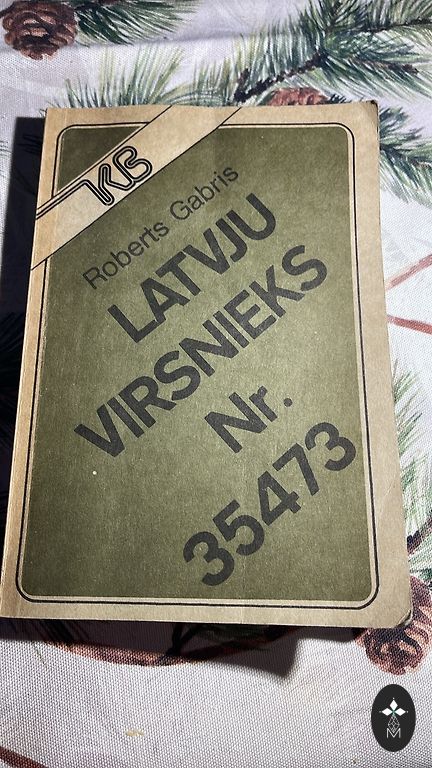 KB
Roberts Gabris
LATVJU
VIRSNIEKS
Nr.
35473
M